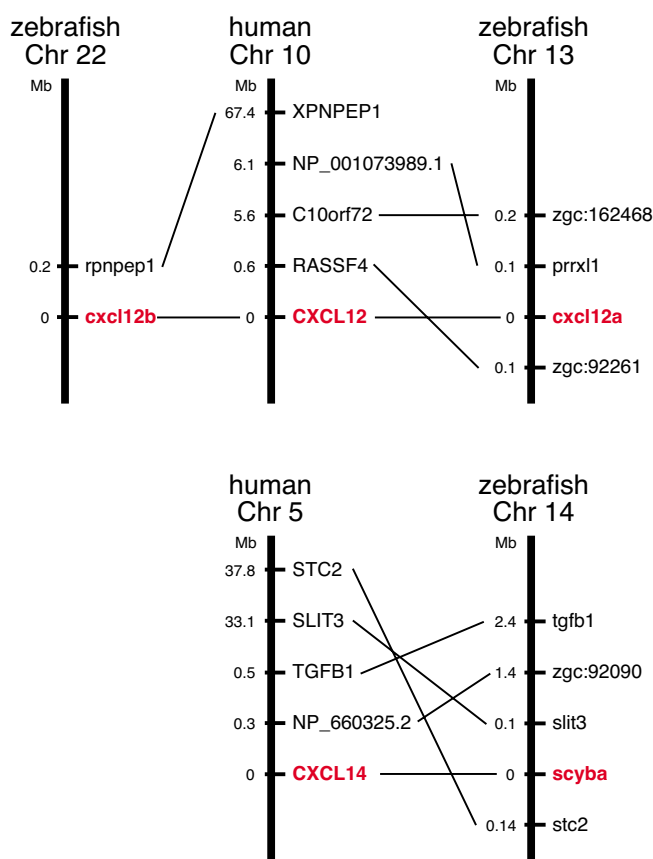 zebrafish
Chr 22
Mb
0.2 rpnpep1
0 cxcl12b
human
Chr 10
Mb
67.4 XPNPEP1
6.1 NP_001073989.1
5.6 C10orf72
0.6 RASSF4
0 CXCL12
zebrafish
Chr 13
Mb
0.2 zgc:162468
0.1 prrxl1
0 cxcl12a
0.1 zgc:92261
human
Chr 5
Mb
37.8 STC2
33.1 SLIT3
0.5 TGFB1
0.3 NP_660325.2
0 CXCL14
zebrafish
Chr 14
Mb
2.4 tgfb1
1.4 zgc:92090
0.1 slit3
0 scyba
0.14 stc2